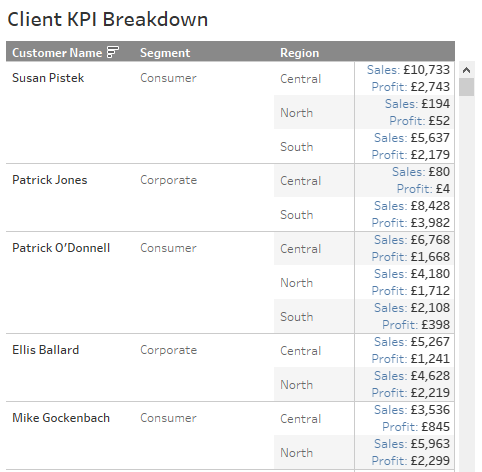 Client KPI Breakdown
Customer Name Segment Region
Susan Pistek Consumer Central Sales: £10,733
Profit: £2,743
North Sales: £194
Profit: £52
South Sales: £5,637
Profit: £2,179
Patrick Jones Corporate Central Sales: £80
Profit: £4
South Sales: £8,428
Profit: £3,982
Patrick O’Donnell Consumer Central Sales: £6,768
Profit: £1,668
North Sales: £4,180
Profit: £1,712
South Sales: £2,108
Profit: £398
Ellis Ballard Corporate Central Sales: £5,267
Profit: £1,241
North Sales: £4,628
Profit: £2,219
Mike Gockenbach Consumer Central Sales: £3,536
Profit: £845
North Sales: £5,963
Profit: £2,299